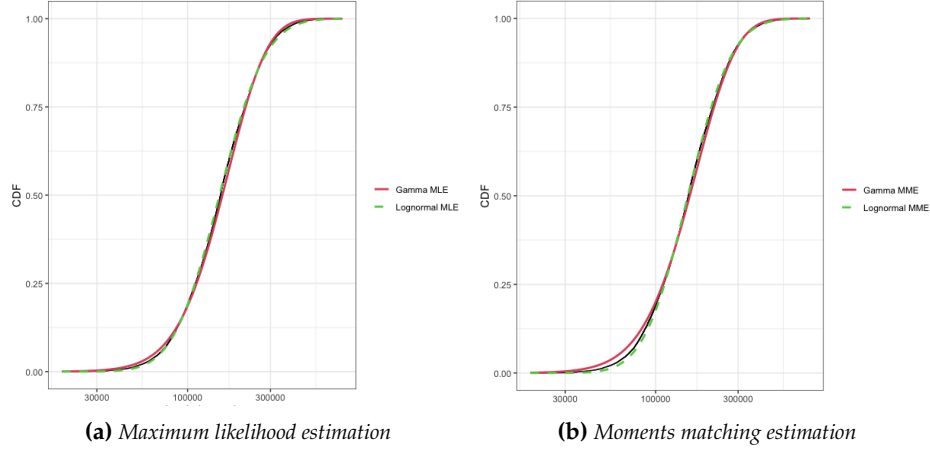 1.00
0.75
0.50
0.25
0.00
CDF
30000 100000 300000
Gamma MLE
Lognormal MLE
(a) Maximum likelihood estimation
1.00
0.75
0.50
0.25
0.00
CDF
30000 100000 300000
Gamma MME
Lognormal MME
(b) Moments matching estimation